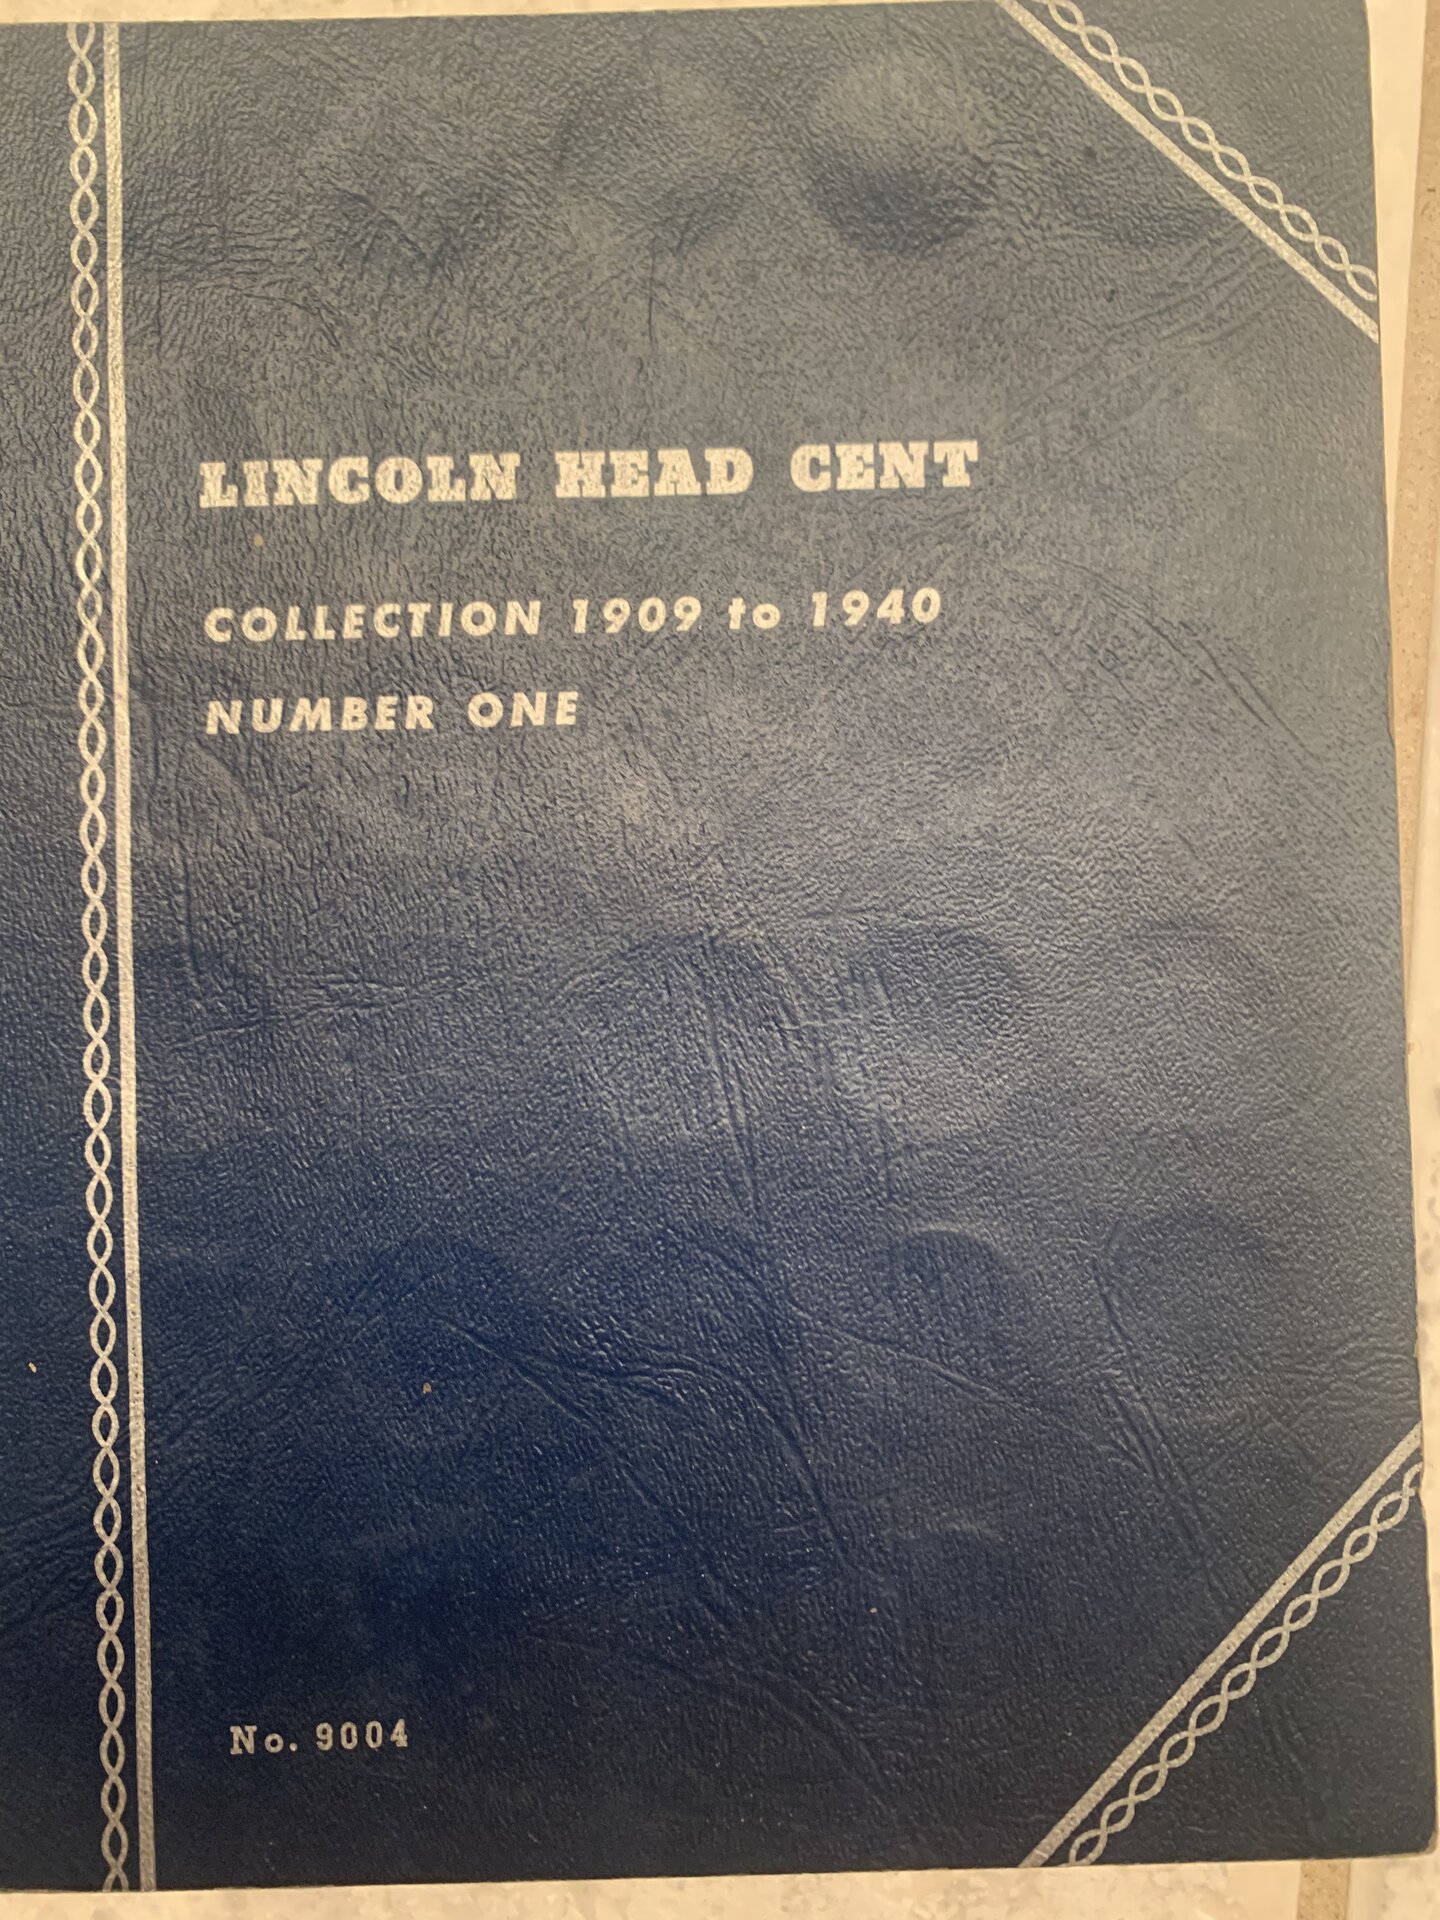 LINCOLN HEAD CENT
COLLECTION 1909 to 1940
NUMBER ONE
No. 9004